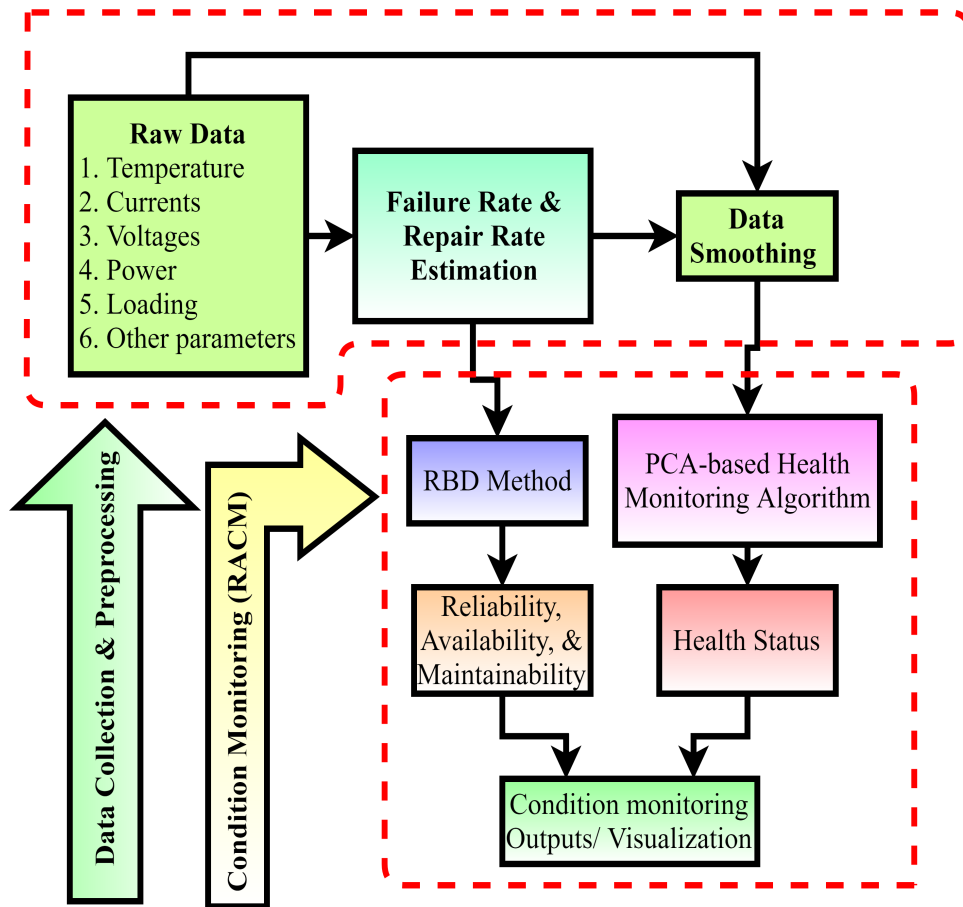 Raw Data
1. Temperature
2. Currents
3. Voltages
4. Power
5. Loading
6. Other parameters
Failure Rate &
Repair Rate
Estimation
Data
Smoothing
Data Collection & Preprocessing
Condition Monitoring (RACM)
RBD Method
PCA-based Health
Monitoring Algorithm
Reliability,
Availability, &
Maintainability
Health Status
Condition monitoring
Outputs/ Visualization